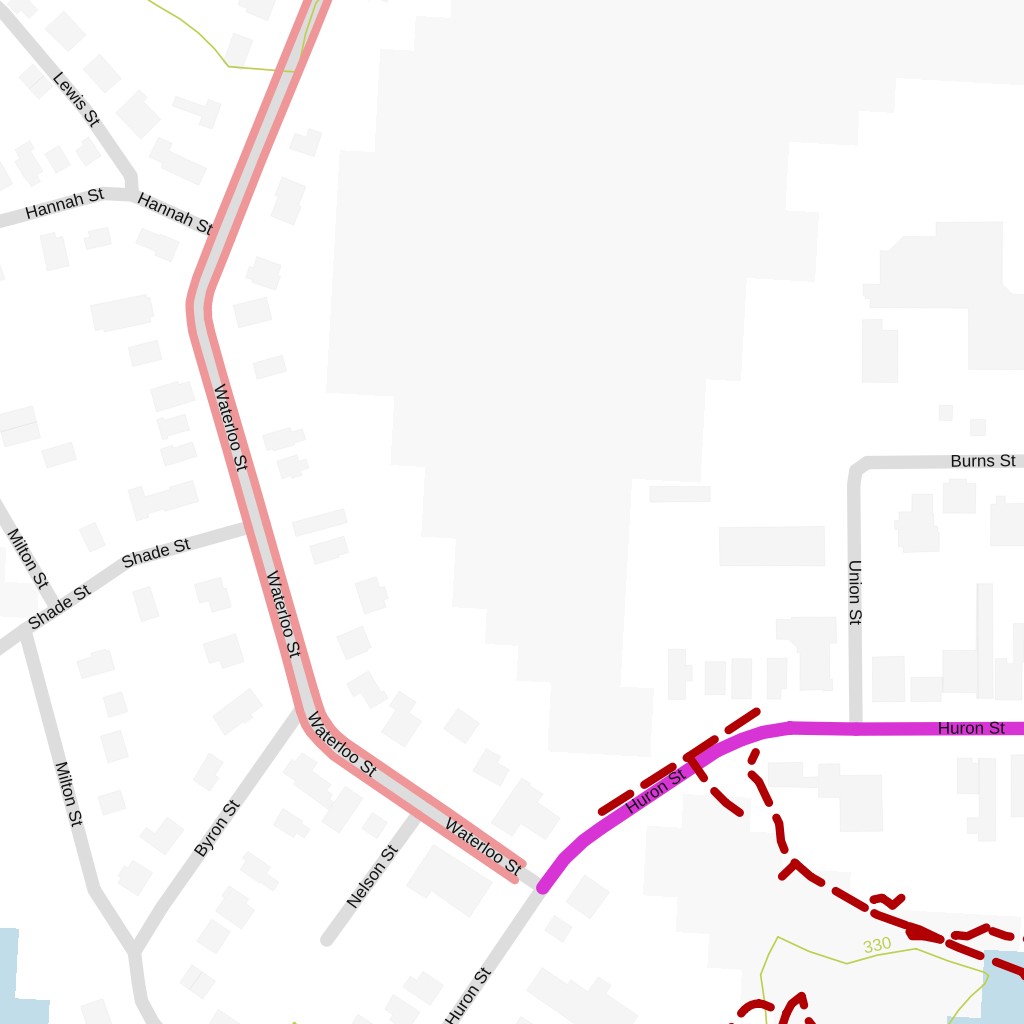 Lewis St
Hannah St
Hannah St
Waterloo St
Burns St
Milton St
Shade St
Shade St
Union St
Waterloo St
Waterloo St
Huron St
Milton St
Huron St
Byron St
Waterloo St
Nelson St
330
Huron St